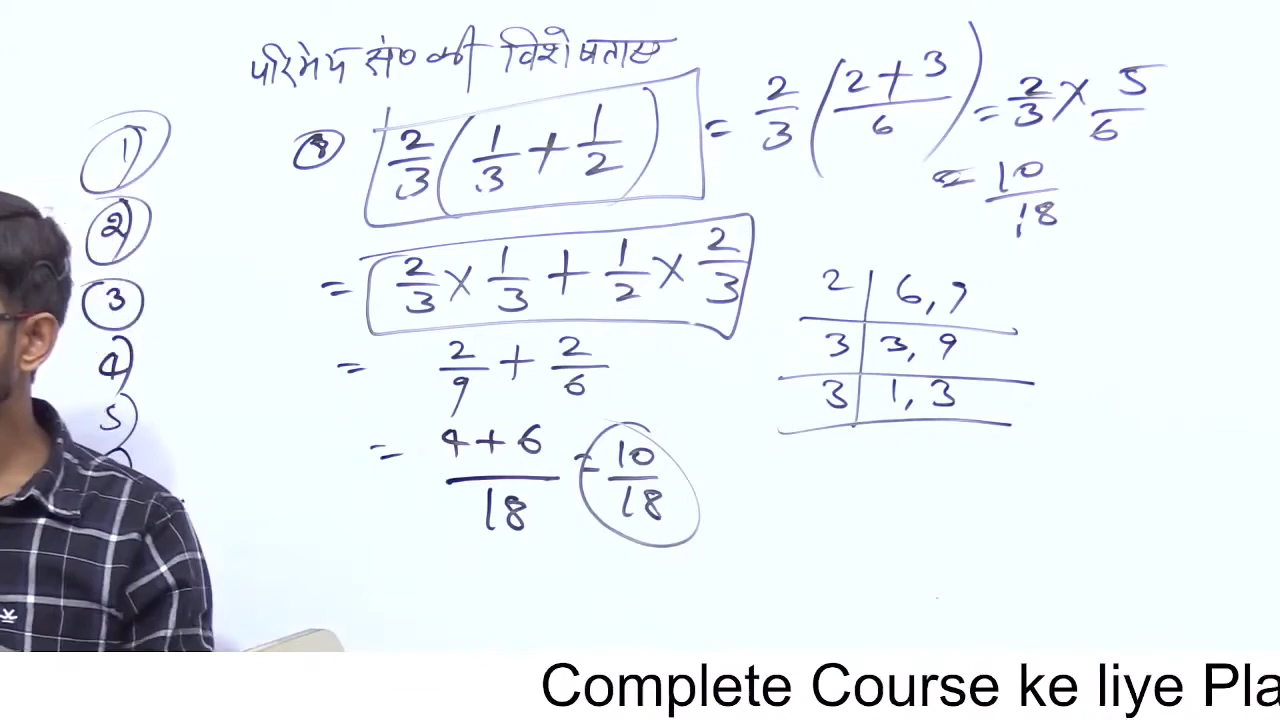 परिमेय सं० की विशेषताए
① ② ③ ④ 5
⑧ 2/3 (1/3 + 1/2) = 2/3 ((2+3)/6) = 2/3 × 5/6
= 10/18
= 2/3 × 1/3 + 1/2 × 2/3
= 2/9 + 2/6
= (4+6)/18 = 10/18
2 | 6, 9
3 | 3, 9
3 | 1, 3
Complete Course ke liye Pla